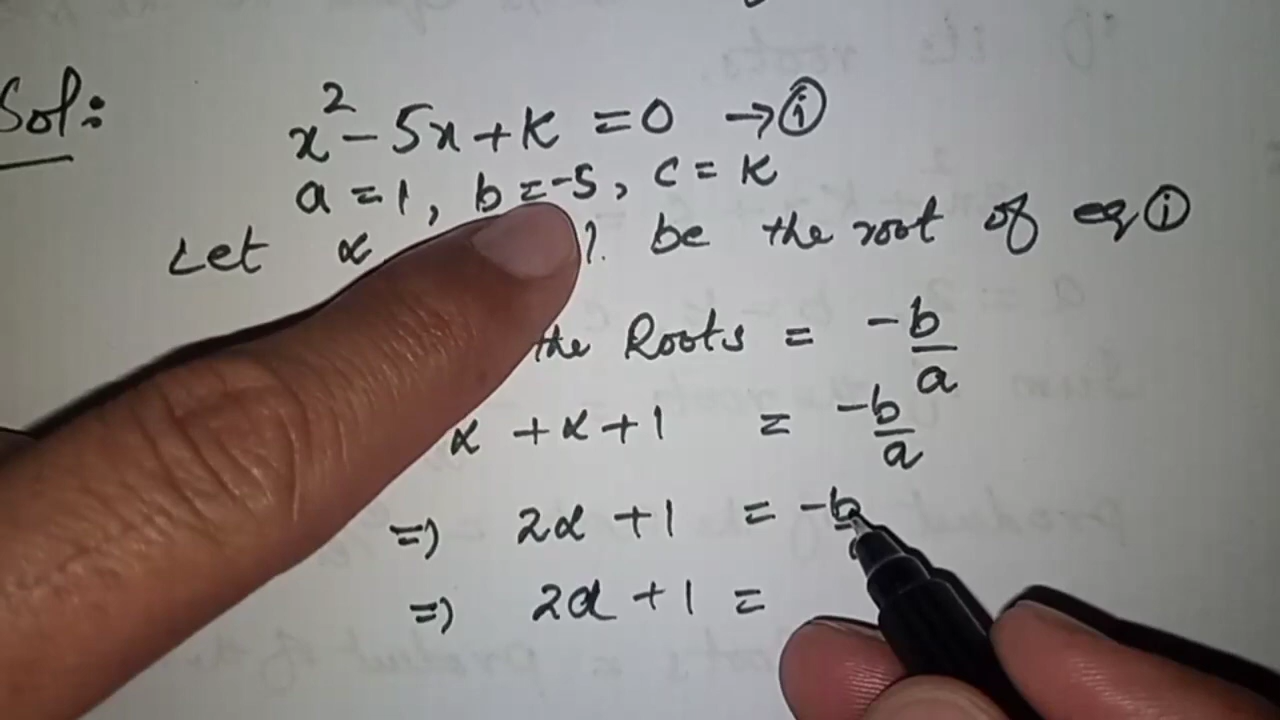 Sol:
x² - 5x + K = 0 → ①
a = 1, b = -5, c = K
Let α be the root of eq ①
the Roots = -b/a
α + α + 1 = -b/a
=> 2α + 1 = -b
=> 2α + 1 =